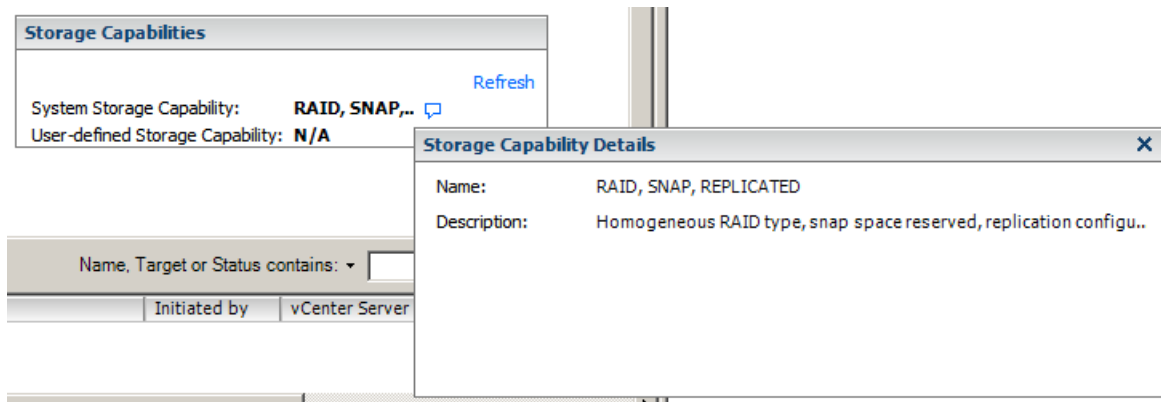 Storage Capabilities
Refresh
System Storage Capability: RAID, SNAP,..
User-defined Storage Capability: N/A
Storage Capability Details
Name: RAID, SNAP, REPLICATED
Description: Homogeneous RAID type, snap space reserved, replication configu..
Name, Target or Status contains:
Initiated by vCenter Server